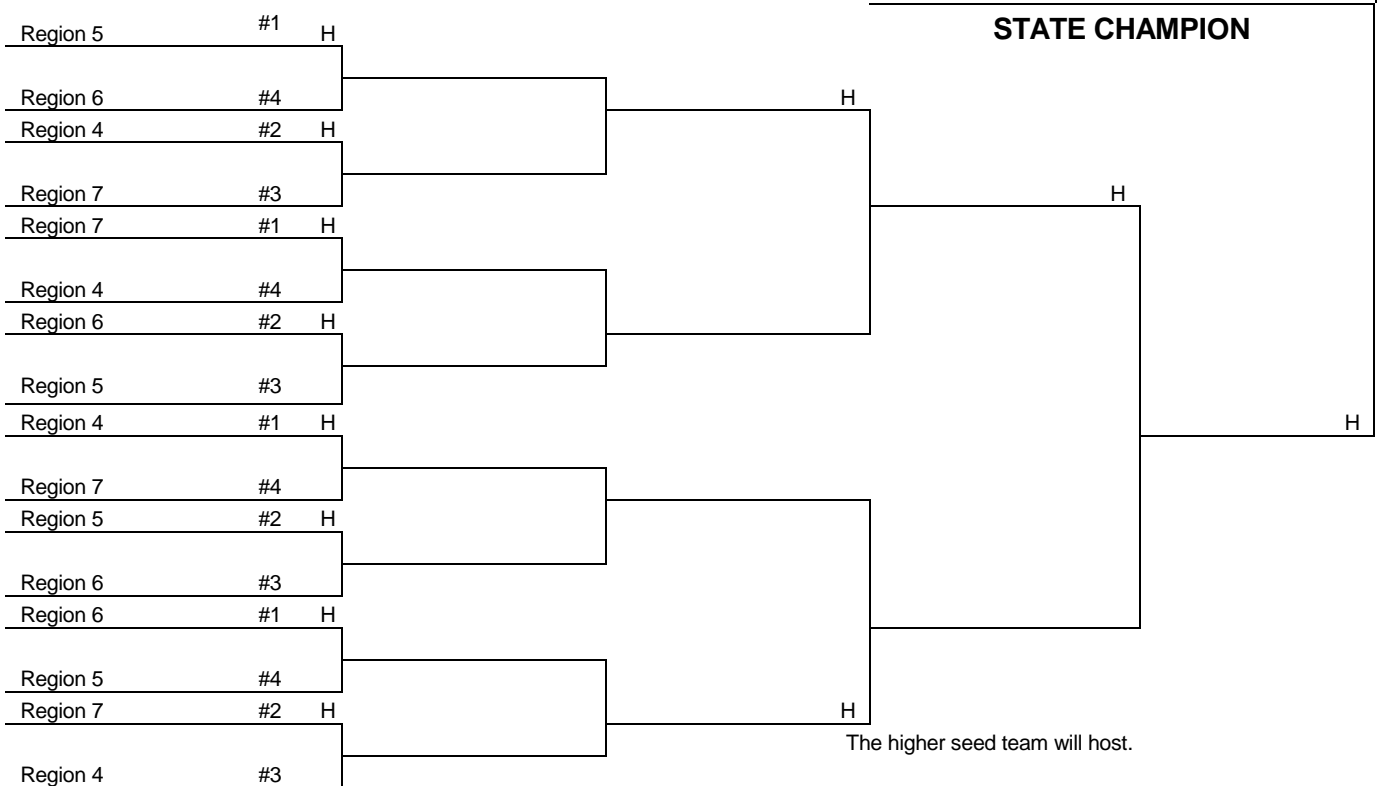 STATE CHAMPION
Region 5 #1 H
Region 6 #4 H
Region 4 #2 H
Region 7 #3 H
Region 7 #1 H
Region 4 #4
Region 6 #2 H
Region 5 #3
Region 4 #1 H H
Region 7 #4
Region 5 #2 H
Region 6 #3
Region 6 #1 H
Region 5 #4
Region 7 #2 H H
The higher seed team will host.
Region 4 #3